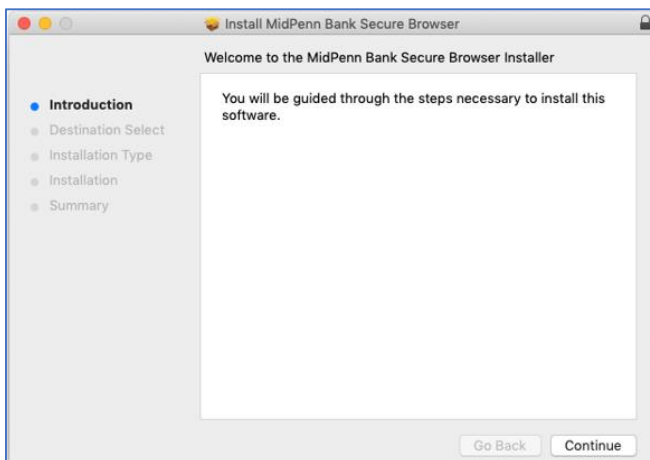 Install MidPenn Bank Secure Browser
Welcome to the MidPenn Bank Secure Browser Installer
Introduction
Destination Select
Installation Type
Installation
Summary
You will be guided through the steps necessary to install this
software.
Go Back
Continue